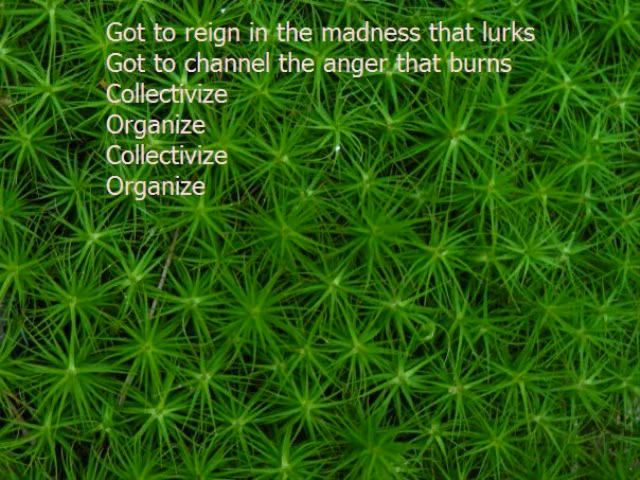 Got to reign in the madness that lurks
Got to channel the anger that burns
Collectivize
Organize
Collectivize
Organize